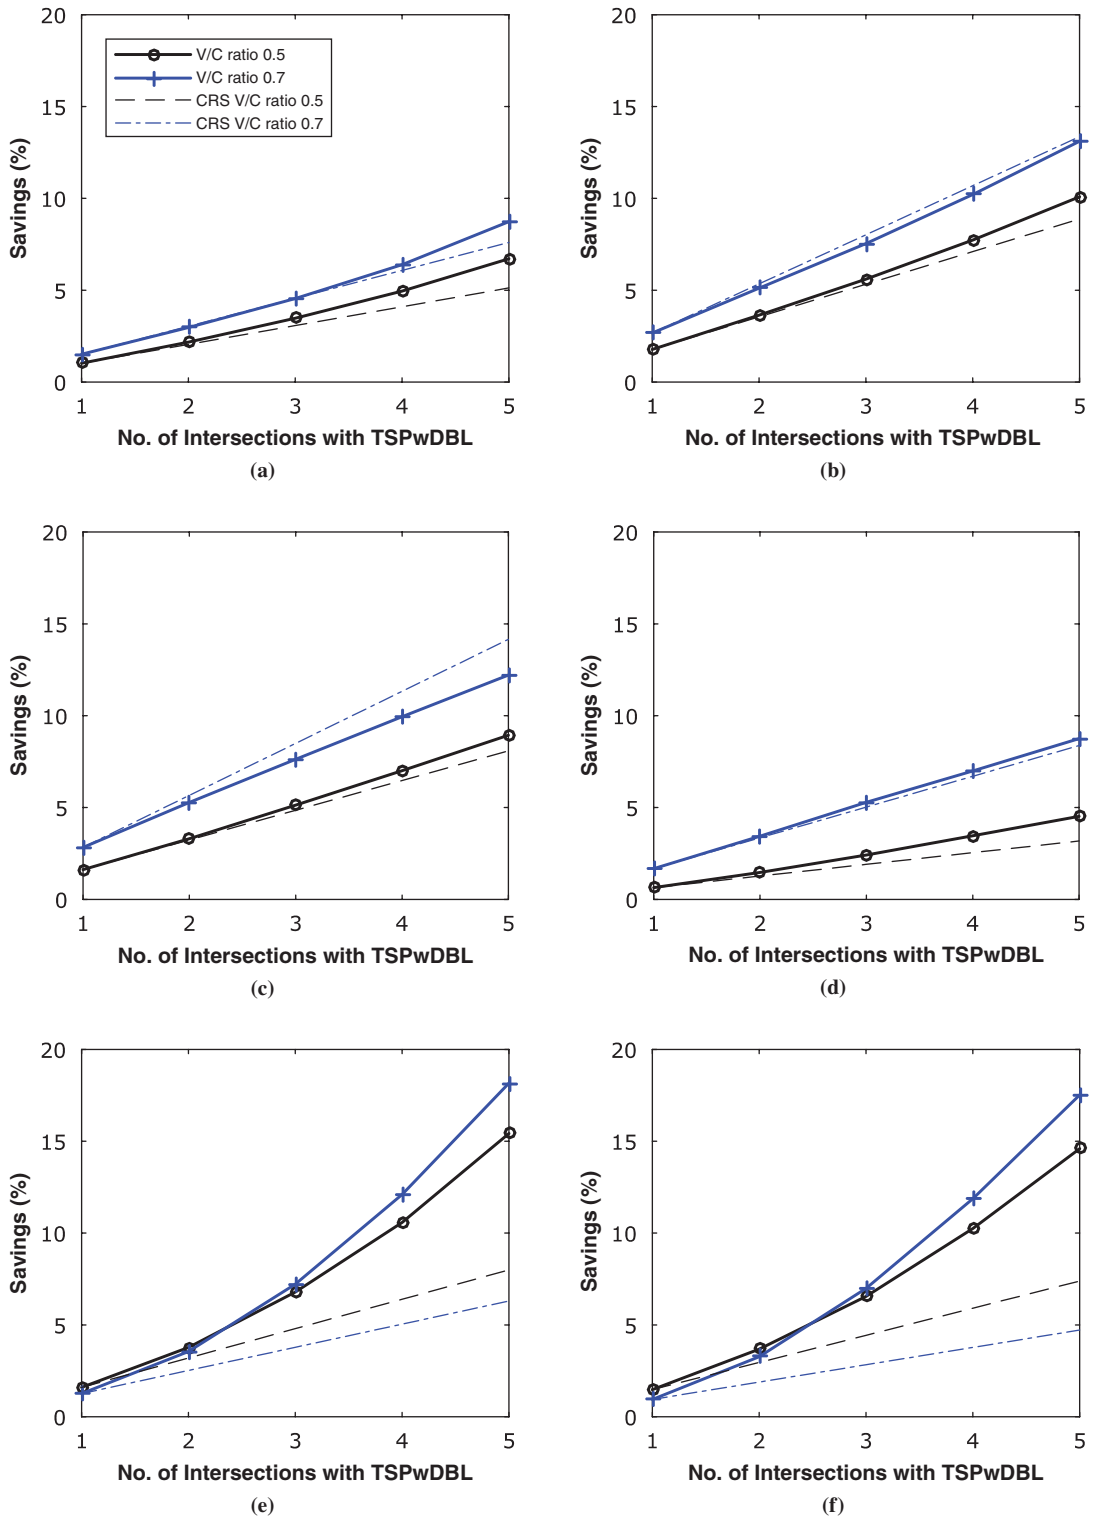 20
15
10
5
0
Savings (%)
V/C ratio 0.5
V/C ratio 0.7
CRS V/C ratio 0.5
CRS V/C ratio 0.7
1 2 3 4 5
No. of Intersections with TSPwDBL
(a)
20
15
10
5
0
Savings (%)
1 2 3 4 5
No. of Intersections with TSPwDBL
(b)
20
15
10
5
0
Savings (%)
1 2 3 4 5
No. of Intersections with TSPwDBL
(c)
20
15
10
5
0
Savings (%)
1 2 3 4 5
No. of Intersections with TSPwDBL
(d)
20
15
10
5
0
Savings (%)
1 2 3 4 5
No. of Intersections with TSPwDBL
(e)
20
15
10
5
0
Savings (%)
1 2 3 4 5
No. of Intersections with TSPwDBL
(f)